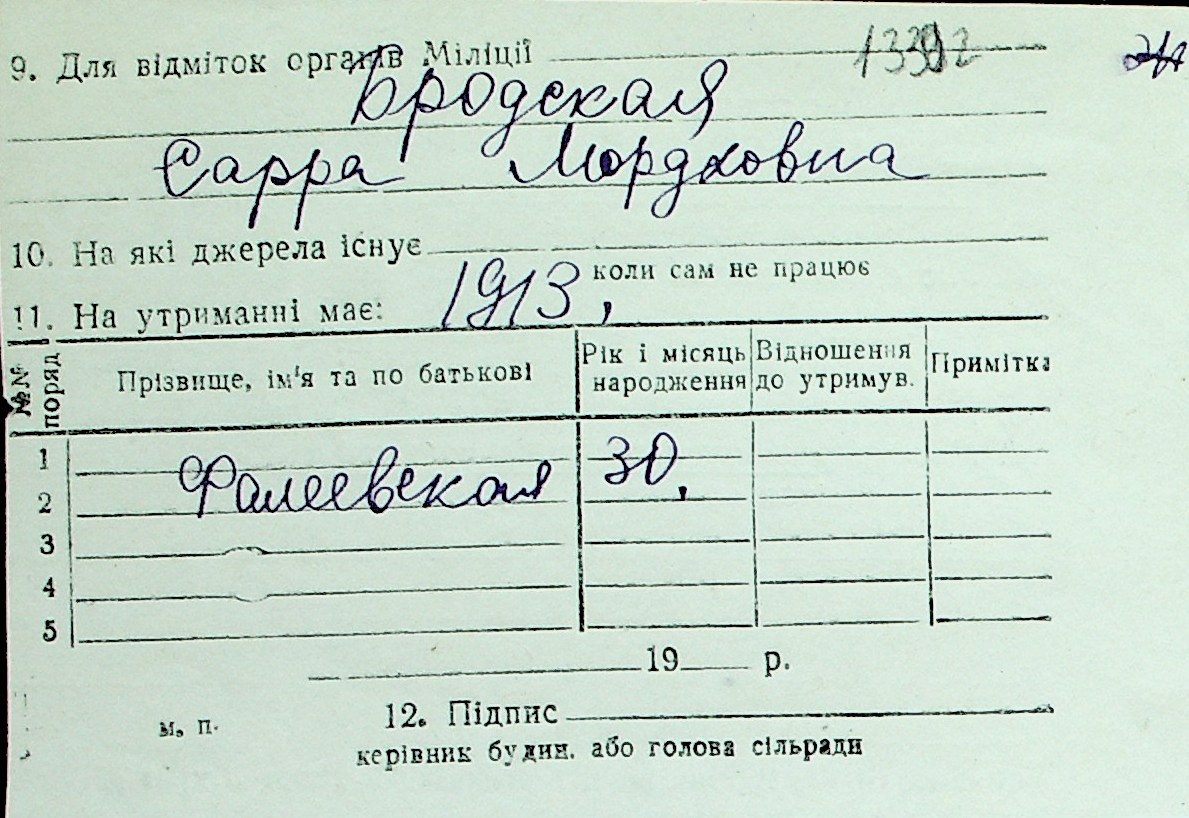 9. Для відміток органів Міліції
Бродская
Сарра Мордховна
10. На які джерела існує
коли сам не працює
11. На утриманні має: 1913,
№№ поряд Прізвище, ім'я та по батькові Рік і місяць народження Відношення до утримув. Примітка
1
2 Фалеевская 30,
3
4
5
19 р.
м. п. 12. Підпис
керівник будин. або голова сільради